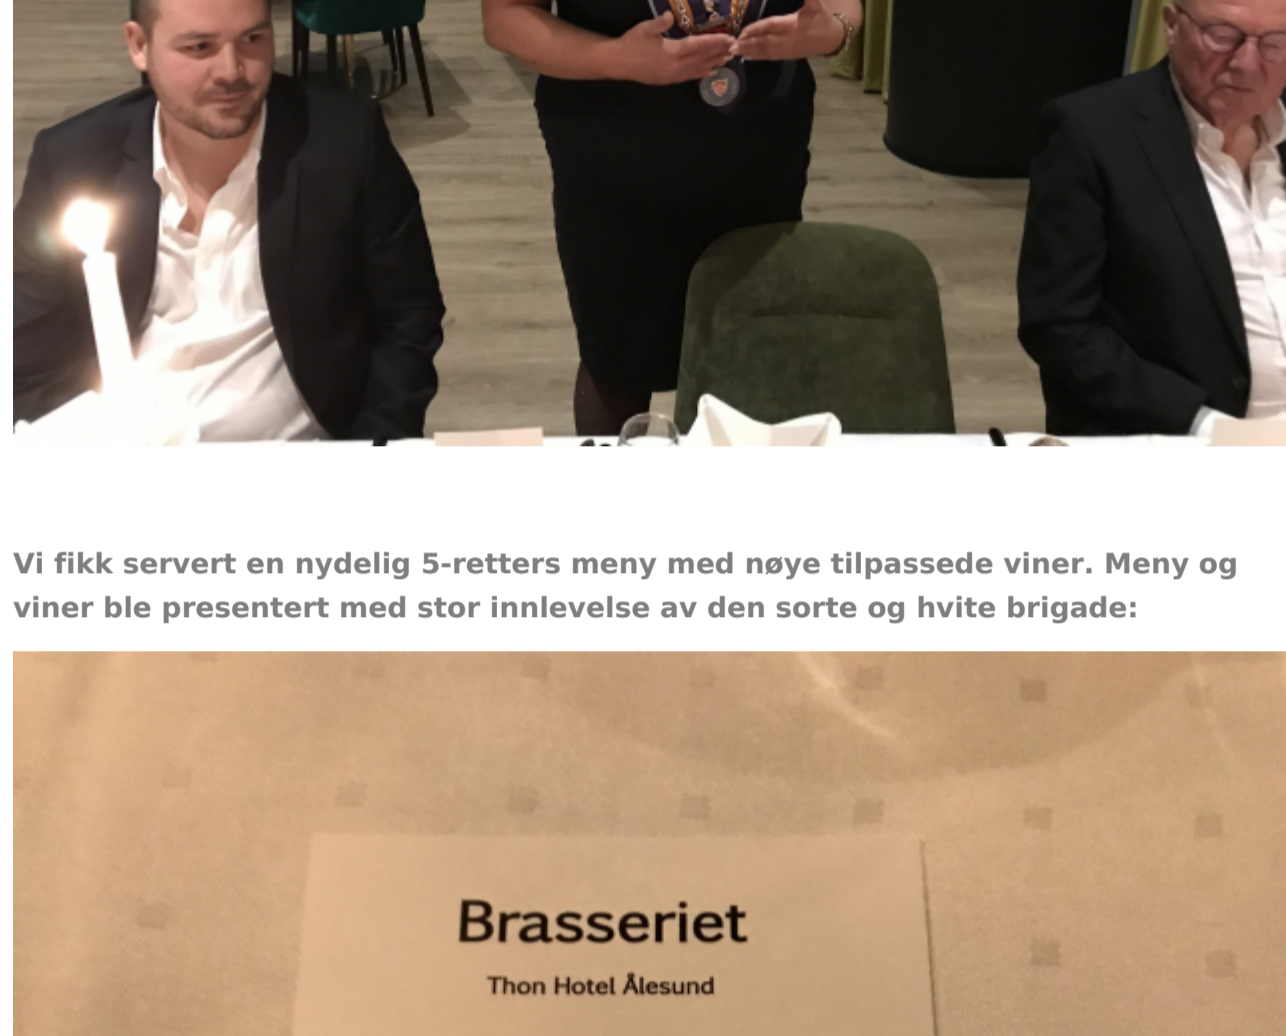 Vi fikk servert en nydelig 5-retters meny med nøye tilpassede viner. Meny og
viner ble presentert med stor innlevelse av den sorte og hvite brigade:
Brasseriet
Thon Hotel Ålesund